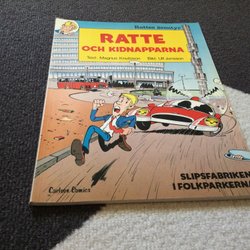 Rattes äventyr
RATTE
OCH KIDNAPPARNA
Text: Magnus Knutsson Bild: Ulf Jansson
SLIPSFABRIKEN
I FOLKPARKERNA
Carlsen Comics